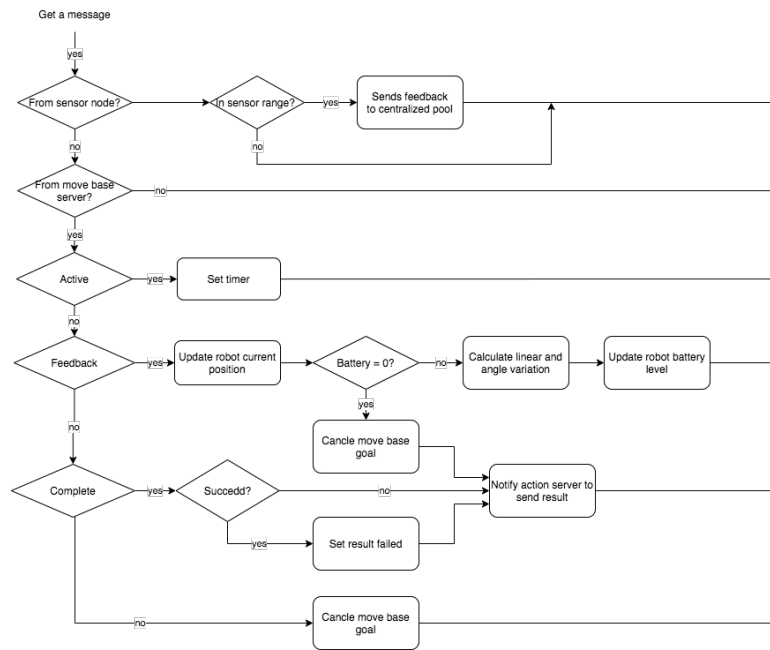 Get a message
yes
From sensor node?
In sensor range?
yes
Sends feedback
to centralized pool
no
no
From move base
server?
no
yes
Active
yes
Set timer
no
Feedback
yes
Update robot current
position
Battery = 0?
no
Calculate linear and
angle variation
Update robot battery
level
yes
no
Cancle move base
goal
Complete
yes
Succedd?
no
Notify action server to
send result
yes
Set result failed
no
Cancle move base
goal